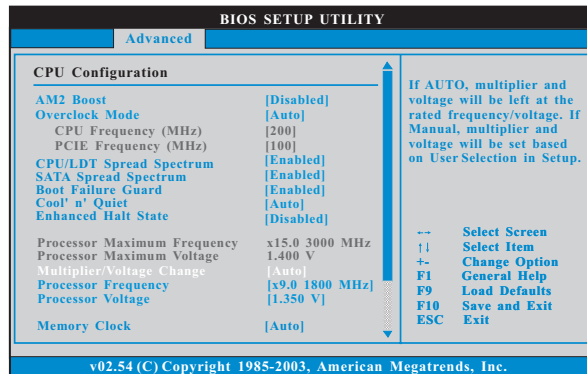 BIOS SETUP UTILITY
Advanced
CPU Configuration
AM2 Boost [Disabled]
Overclock Mode [Auto]
CPU Frequency (MHz) [200]
PCIE Frequency (MHz) [100]
CPU/LDT Spread Spectrum [Enabled]
SATA Spread Spectrum [Enabled]
Boot Failure Guard [Enabled]
Cool' n' Quiet [Auto]
Enhanced Halt State [Disabled]
Processor Maximum Frequency x15.0 3000 MHz
Processor Maximum Voltage 1.400 V
Multiplier/Voltage Change [Auto]
Processor Frequency [x9.0 1800 MHz]
Processor Voltage [1.350 V]
Memory Clock [Auto]
If AUTO, multiplier and
voltage will be left at the
rated frequency/voltage. If
Manual, multiplier and
voltage will be set based
on User Selection in Setup.
←→ Select Screen
↑↓ Select Item
+- Change Option
F1 General Help
F9 Load Defaults
F10 Save and Exit
ESC Exit
v02.54 (C) Copyright 1985-2003, American Megatrends, Inc.